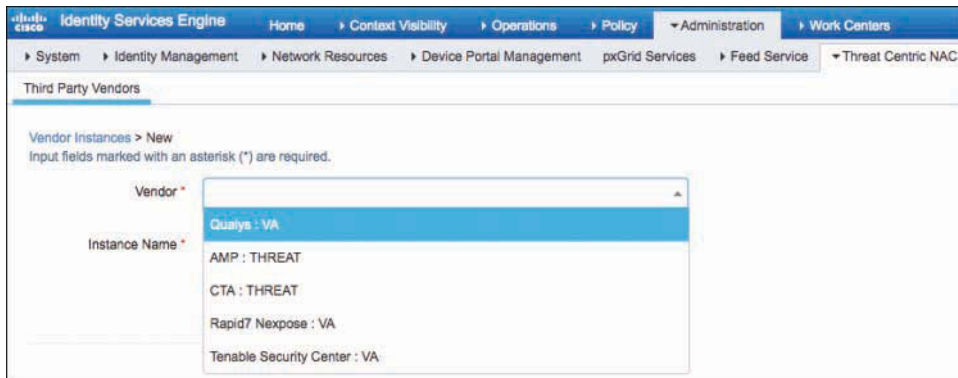 cisco Identity Services Engine Home Context Visibility Operations Policy Administration Work Centers
System Identity Management Network Resources Device Portal Management pxGrid Services Feed Service Threat Centric NAC
Third Party Vendors
Vendor Instances > New
Input fields marked with an asterisk (*) are required.
Vendor *
Qualys : VA
Instance Name *
AMP : THREAT
CTA : THREAT
Rapid7 Nexpose : VA
Tenable Security Center : VA